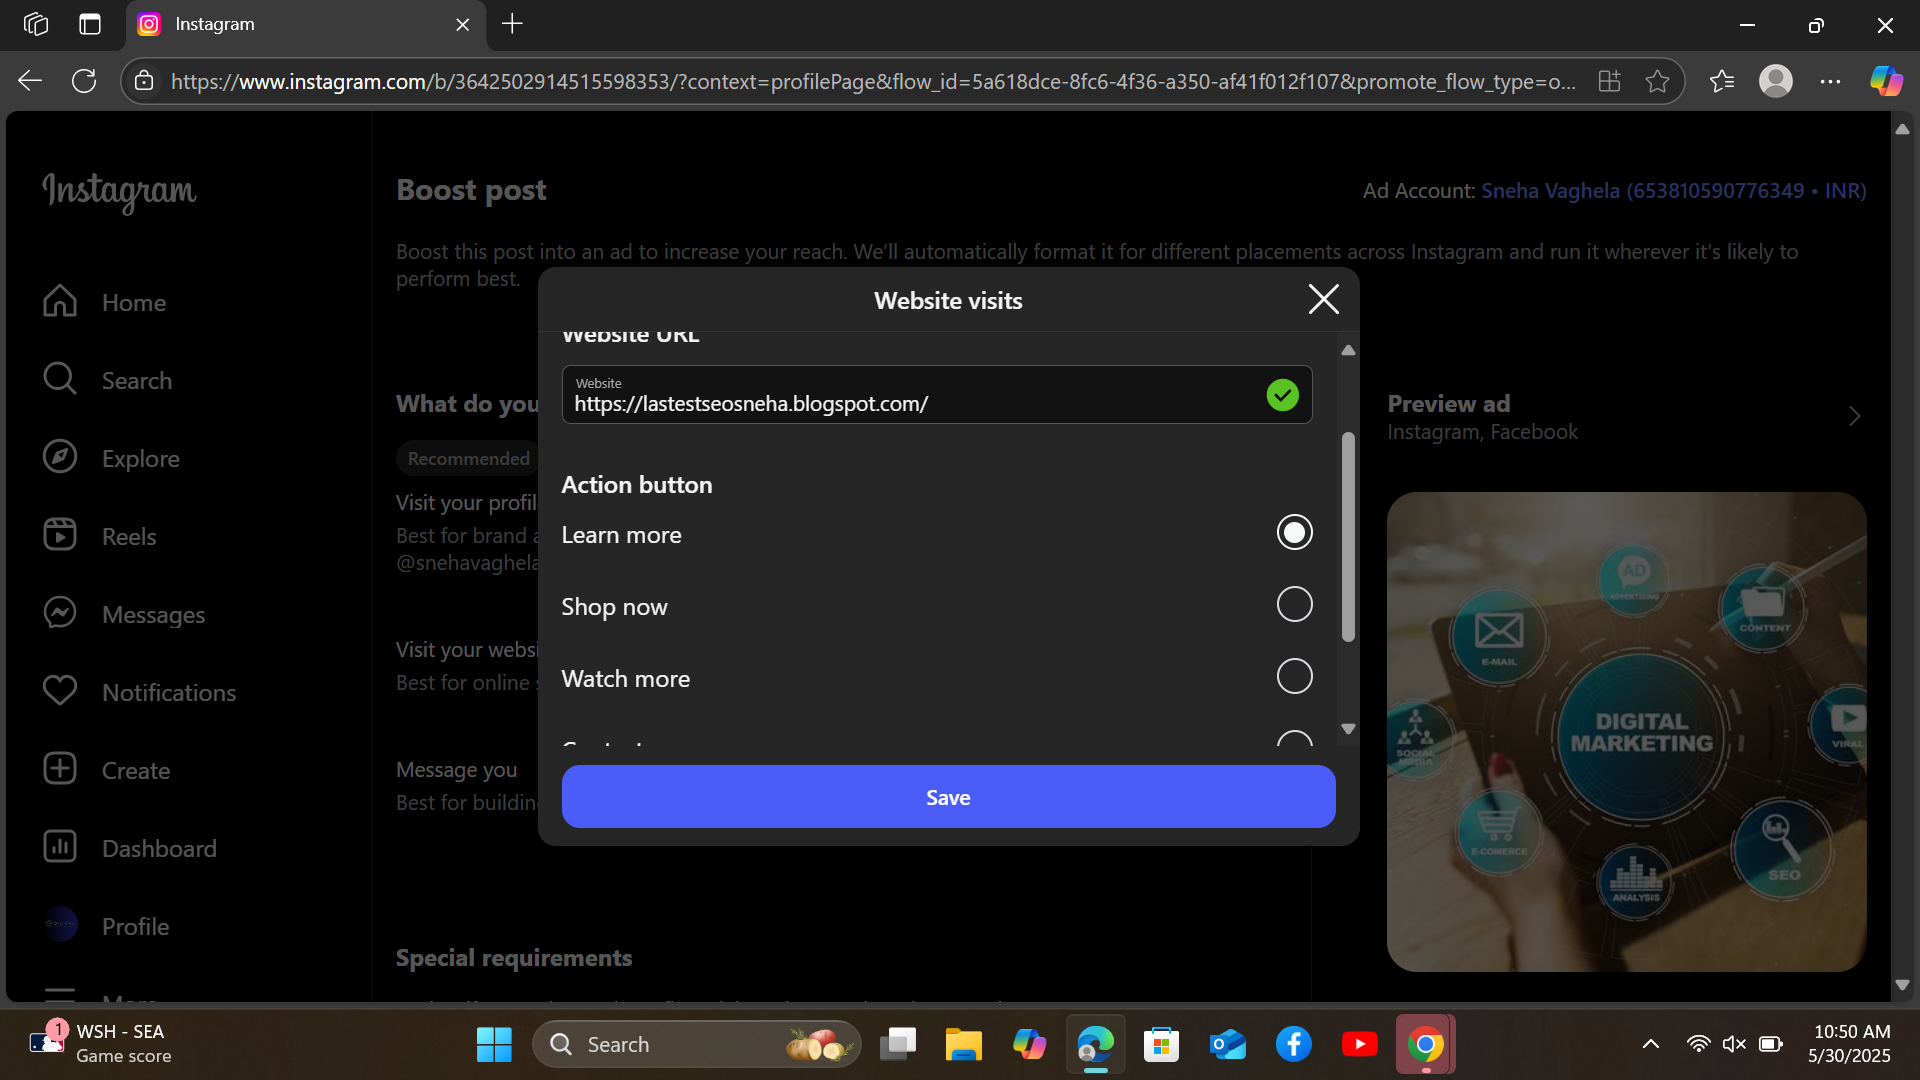 Instagram
https://www.instagram.com/b/3642502914515598353/?context=profilePage&flow_id=5a618dce-8fc6-4f36-a350-af41f012f107&promote_flow_type=o...
Instagram
Home
Search
Explore
Reels
Messages
Notifications
Create
Dashboard
Profile
More
Boost post
Ad Account: Sneha Vaghela (653810590776349 • INR)
Boost this post into an ad to increase your reach. We'll automatically format it for different placements across Instagram and run it wherever it's likely to
perform best.
What do you
Recommended
Visit your profil
Best for brand a
@snehavaghela
Visit your websi
Best for online s
Message you
Best for buildin
Special requirements
Website visits
Website URL
Website
https://lastestseosneha.blogspot.com/
Action button
Learn more
Shop now
Watch more
Save
Preview ad
Instagram, Facebook
AD
ADVERTISING
E-MAIL
CONTENT
DIGITAL
MARKETING
SOCIAL
MEDIA
VIRAL
E-COMERCE
ANALYSIS
SEO
1
WSH - SEA
Game score
Search
10:50 AM
5/30/2025